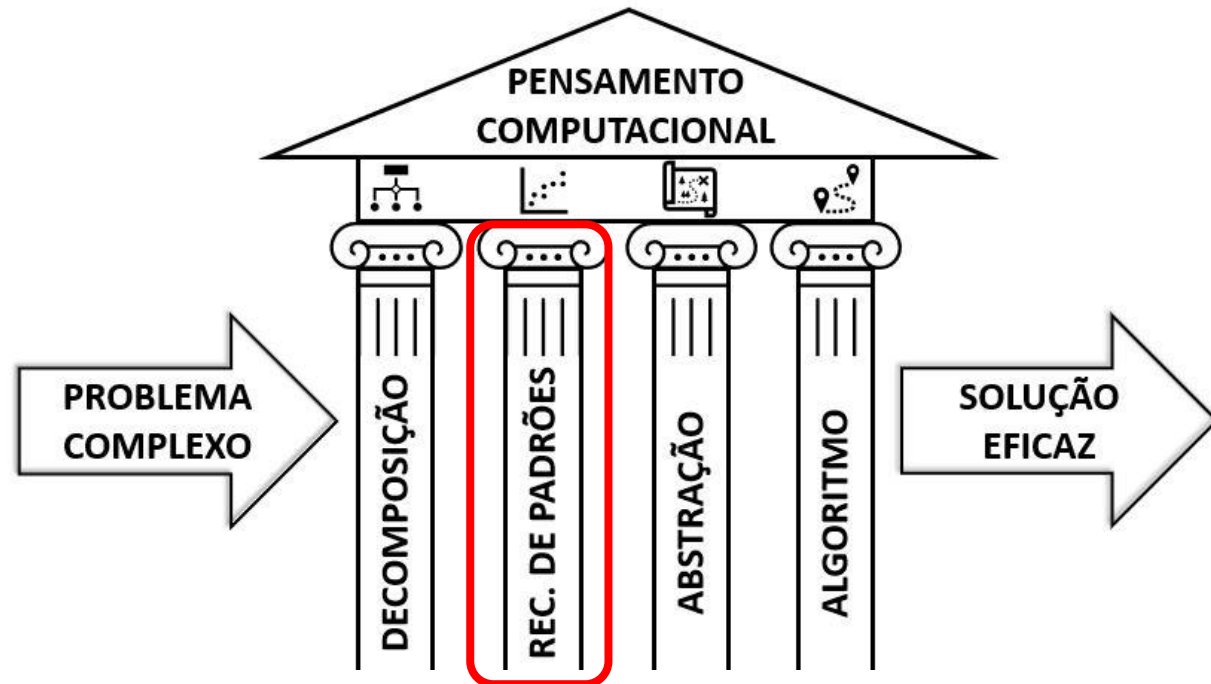 PENSAMENTO
COMPUTACIONAL
PROBLEMA
COMPLEXO
DECOMPOSIÇÃO
REC. DE PADRÕES
ABSTRAÇÃO
ALGORITMO
SOLUÇÃO
EFICAZ